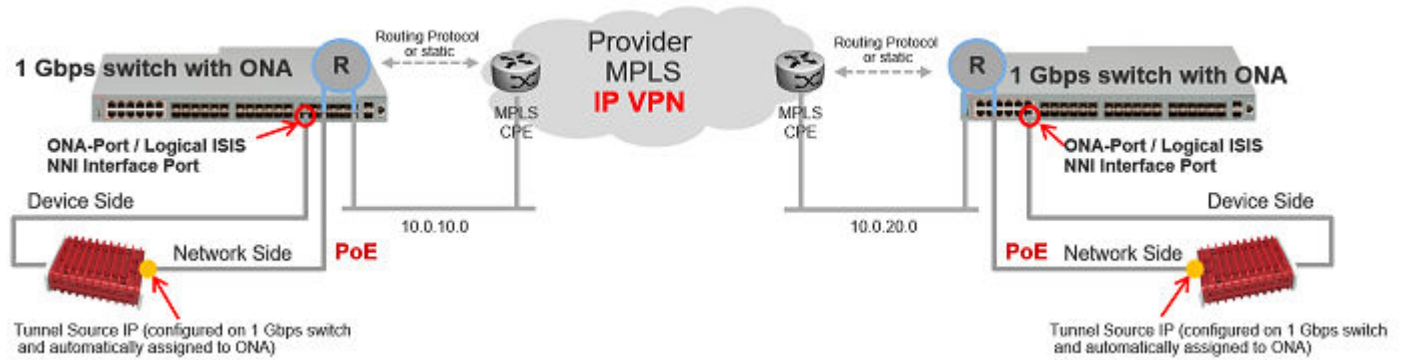 1 Gbps switch with ONA
R
Routing Protocol
or static
MPLS
CPE
Provider
MPLS
IP VPN
MPLS
CPE
Routing Protocol
or static
R
1 Gbps switch with ONA
ONA-Port / Logical ISIS
NNI Interface Port
ONA-Port / Logical ISIS
NNI Interface Port
Device Side
10.0.10.0
10.0.20.0
Device Side
Network Side
PoE
PoE
Network Side
Tunnel Source IP (configured on 1 Gbps switch
and automatically assigned to ONA)
Tunnel Source IP (configured on 1 Gbps switch
and automatically assigned to ONA)